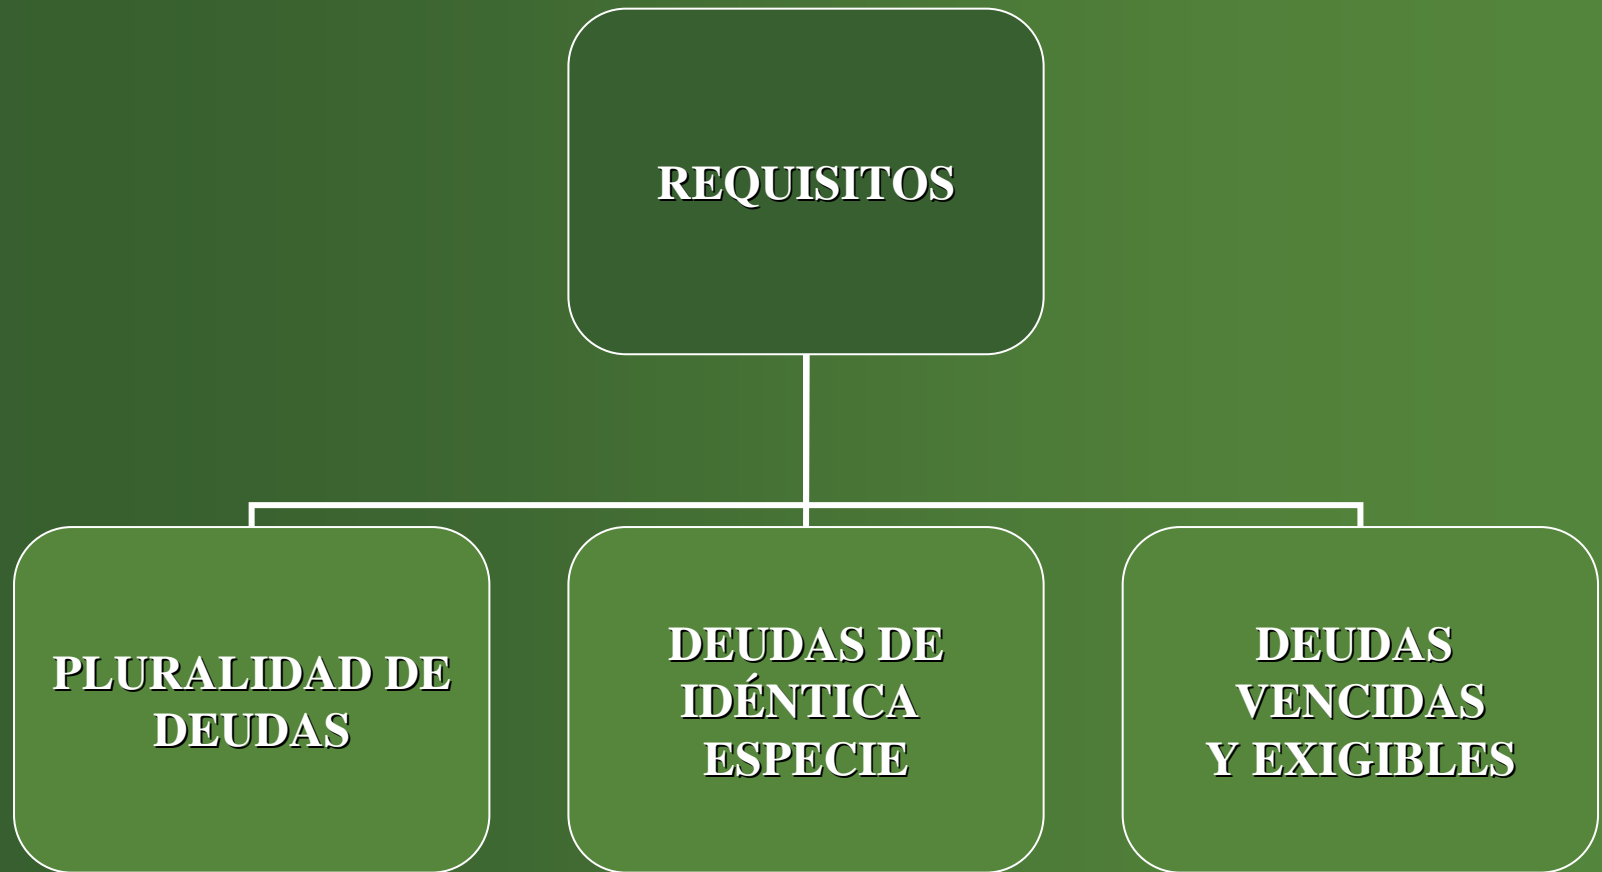 REQUISITOS
PLURALIDAD DE
DEUDAS
DEUDAS DE
IDÉNTICA
ESPECIE
DEUDAS
VENCIDAS
Y EXIGIBLES